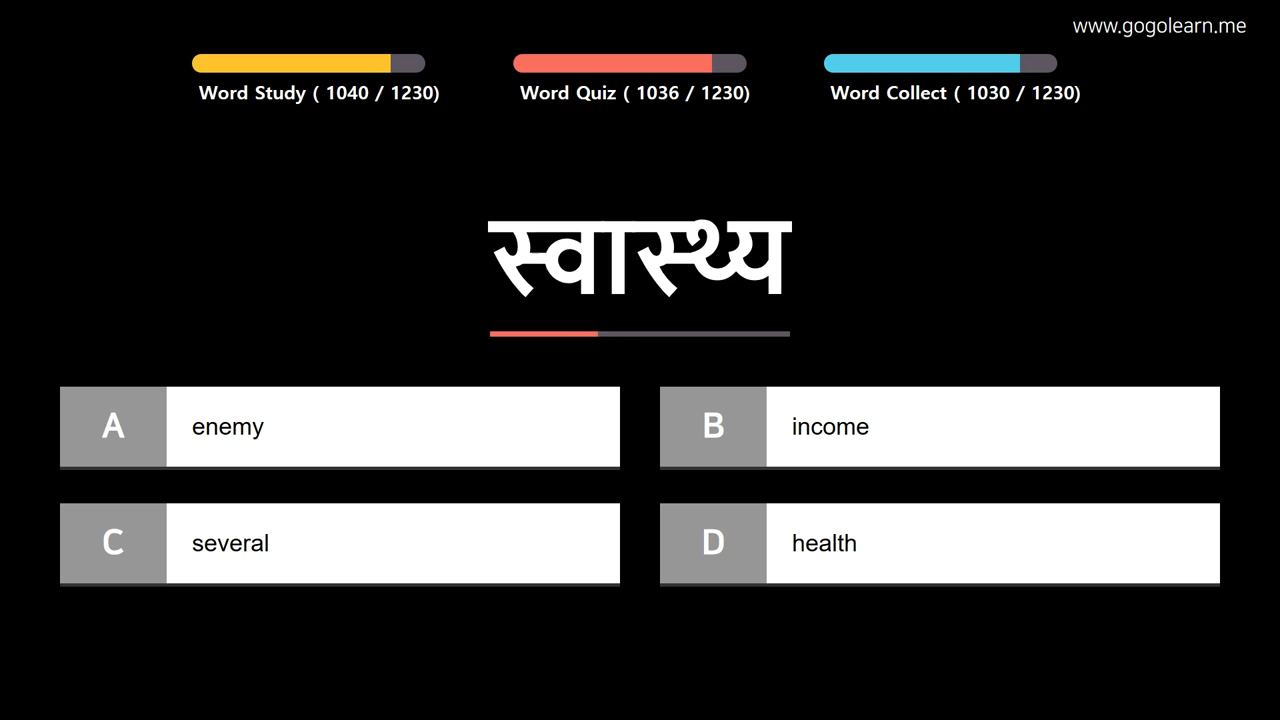 www.gogolearn.me
Word Study ( 1040 / 1230)
Word Quiz ( 1036 / 1230)
Word Collect ( 1030 / 1230)
स्वास्थ्य
A enemy
B income
C several
D health